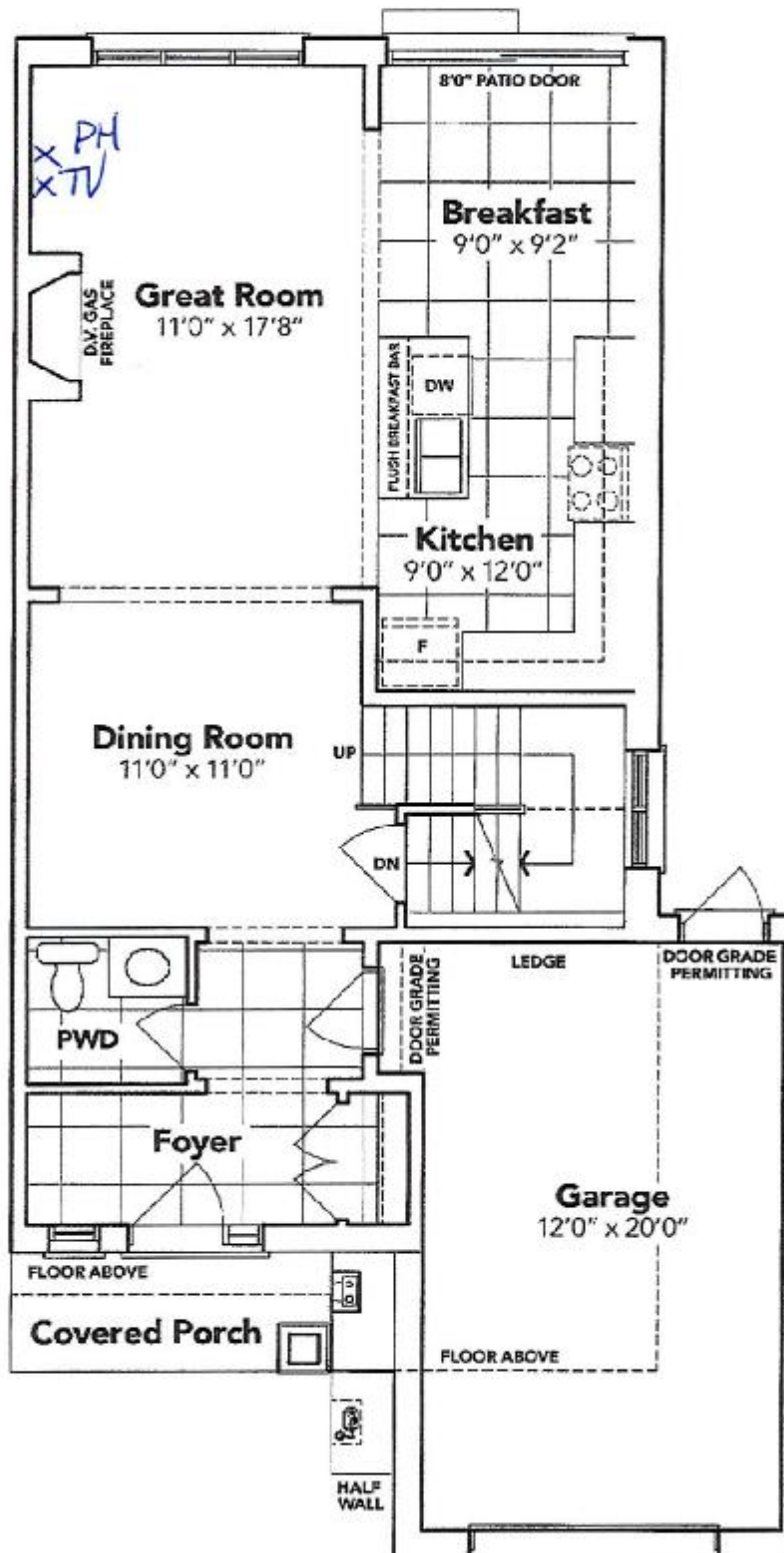 8'0" PATIO DOOR
PH
TV
Breakfast
9'0" x 9'2"
Great Room
11'0" x 17'8"
D.V. GAS
FIREPLACE
FLUSH BREAKFAST BAR
DW
Kitchen
9'0" x 12'0"
F
Dining Room
11'0" x 11'0"
UP
DN
LEDGE
DOOR GRADE
PERMITTING
DOOR GRADE
PERMITTING
PWD
Foyer
Garage
12'0" x 20'0"
FLOOR ABOVE
Covered Porch
FLOOR ABOVE
HALF
WALL